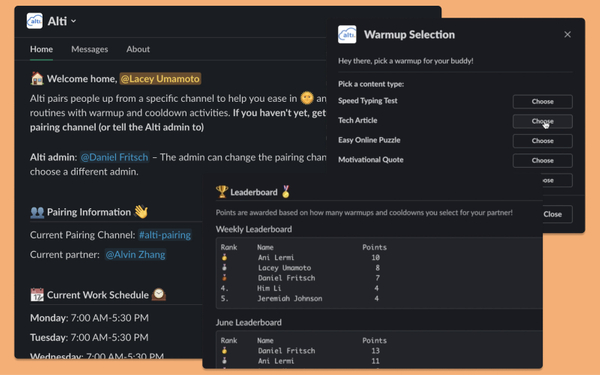 alti
Alti
Home Messages About
Welcome home, @Lacey Umamoto
Alti pairs people up from a specific channel to help you ease in
routines with warmup and cooldown activities. If you haven't yet, get
pairing channel (or tell the Alti admin to)
Alti admin: @Daniel Fritsch – The admin can change the pairing chan
choose a different admin.
Pairing Information
Current Pairing Channel: #alti-pairing
Current partner: @Alvin Zhang
Current Work Schedule
Monday: 7:00 AM-5:30 PM
Tuesday: 7:00 AM-5:30 PM
Wednesday: 7:00 AM-5:30 PM
alti
Warmup Selection
Hey there, pick a warmup for your buddy!
Pick a content type:
Speed Typing Test Choose
Tech Article Choose
Easy Online Puzzle Choose
Motivational Quote Choose
Close
Leaderboard
Points are awarded based on how many warmups and cooldowns you select for your partner!
Weekly Leaderboard
Rank Name Points
Ani Lermi 10
Lacey Umamoto 8
Daniel Fritsch 7
4. Him Li 4
5. Jeremiah Johnson 4
June Leaderboard
Rank Name Points
Daniel Fritsch 13
Ani Lermi 11